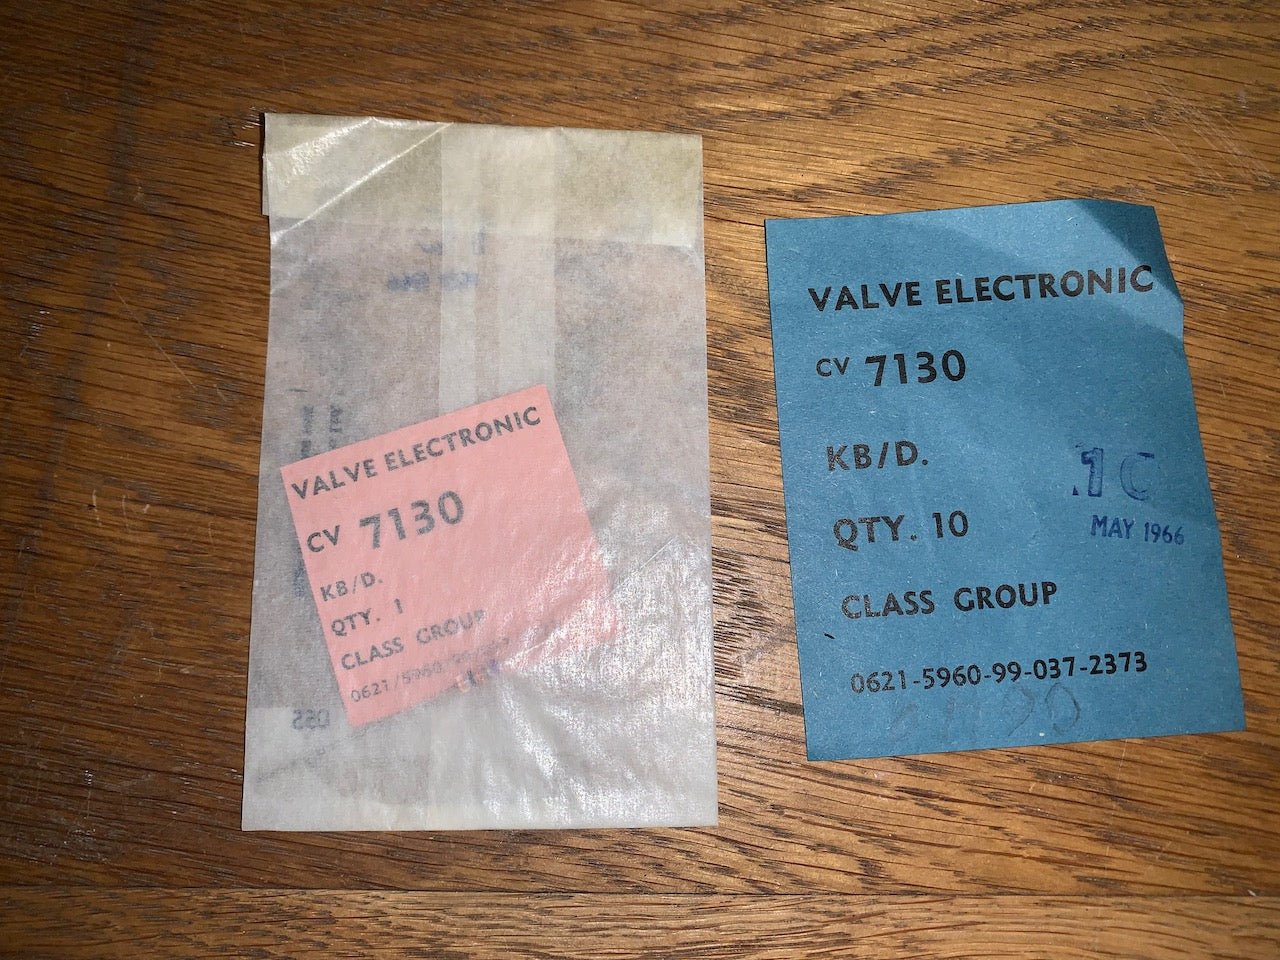 VALVE ELECTRONIC
CV 7130
KB/D.
QTY. 1
CLASS GROUP
VALVE ELECTRONIC
CV 7130
KB/D.
1C
QTY. 10
MAY 1966
CLASS GROUP
0621-5960-99-037-2373